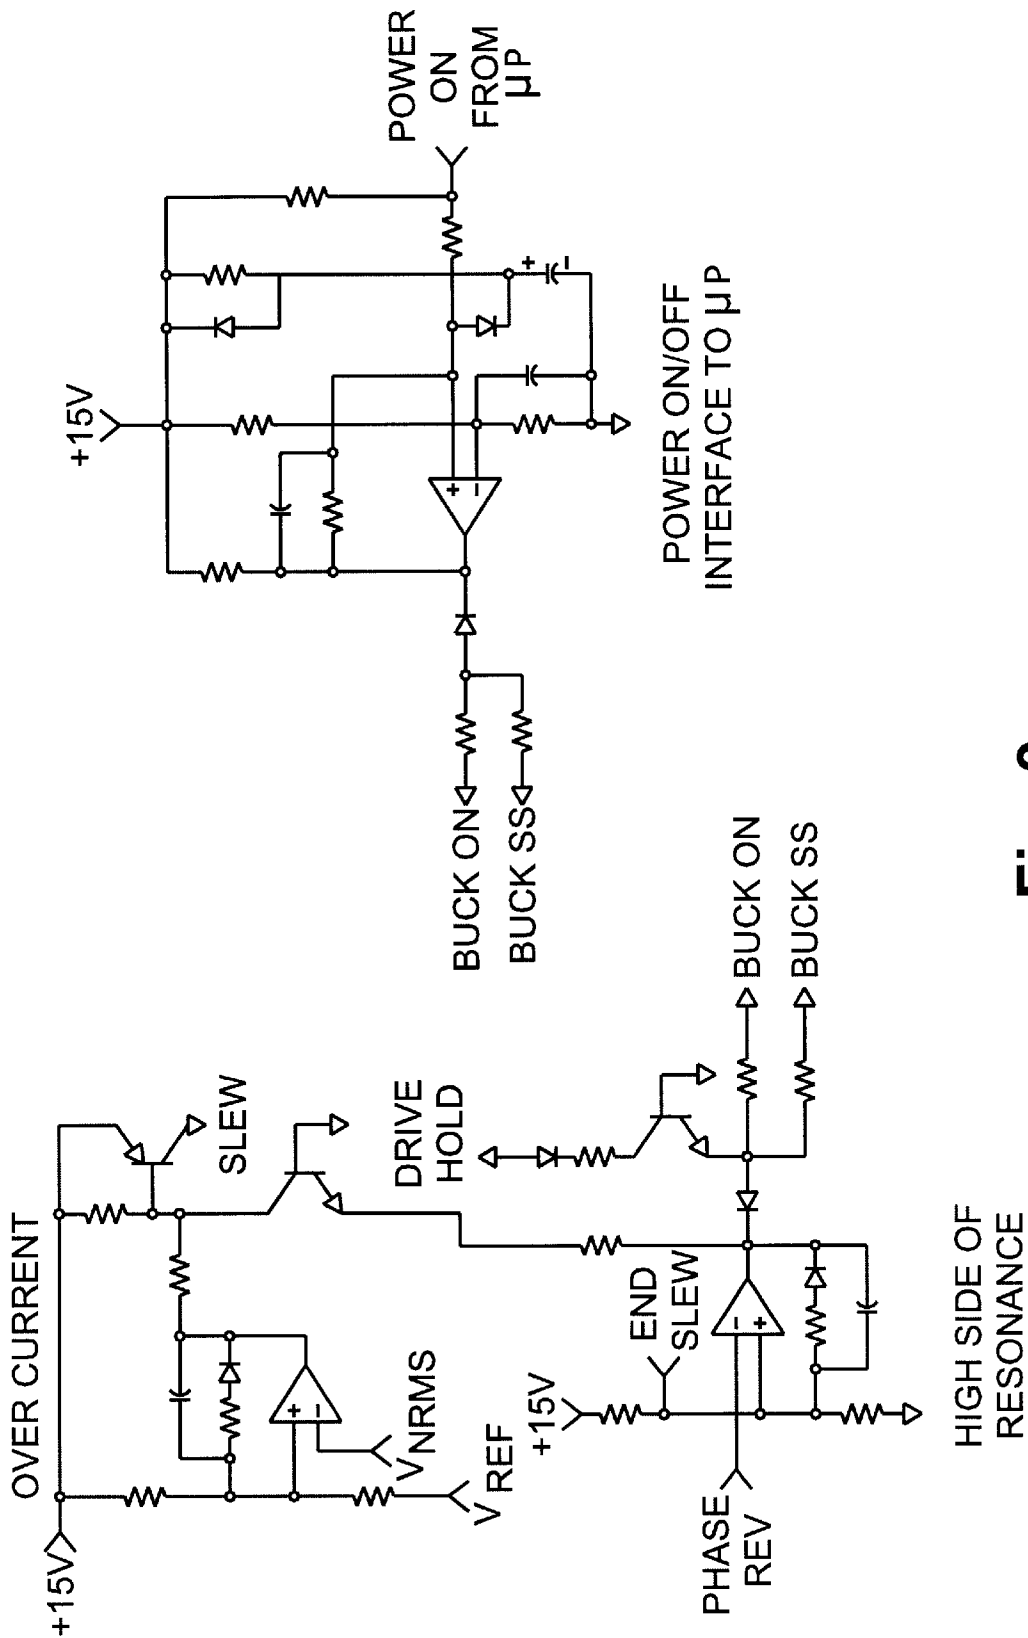 OVER CURRENT
+15V
SLEW
VNRMS
VREF
DRIVE
HOLD
+15V
END
SLEW
PHASE
REV
-
+
+
-
BUCK ON
BUCK SS
HIGH SIDE OF
RESONANCE
+15V
POWER
ON
FROM
μP
+
-
+
-
BUCK ON
BUCK SS
POWER ON/OFF
INTERFACE TO μP